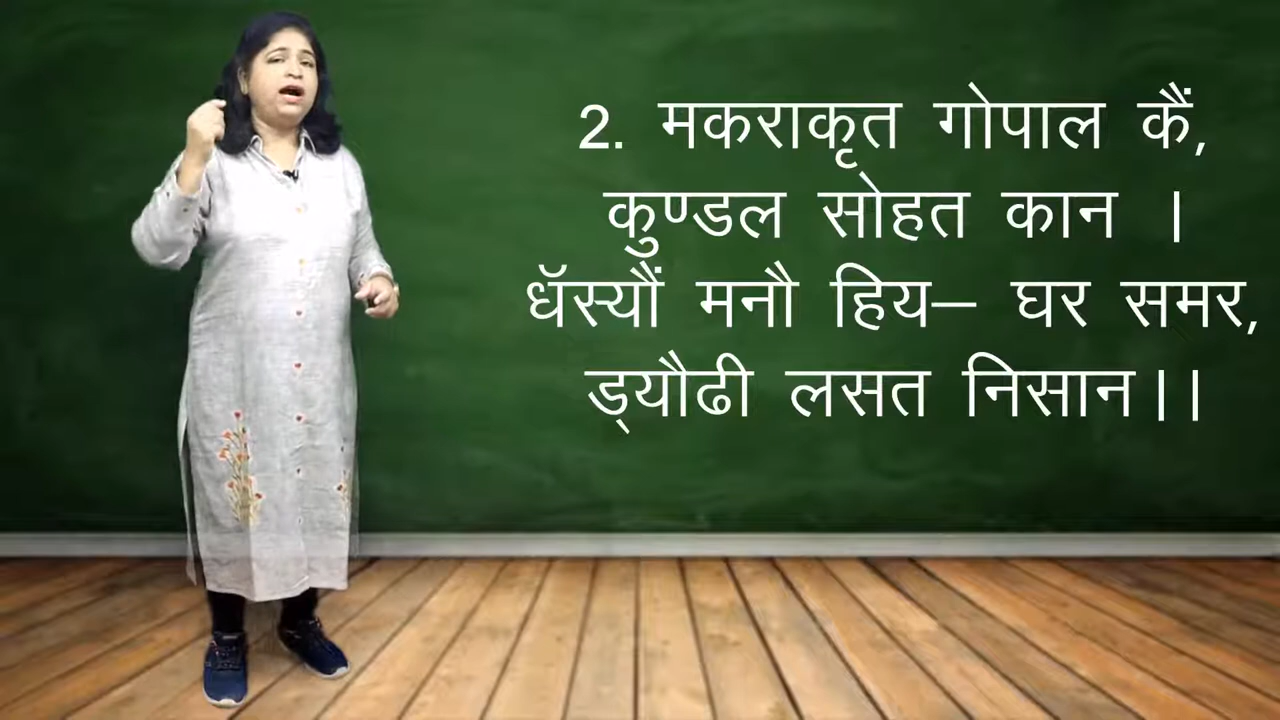 2. मकराकृत गोपाल कैं,
कुण्डल सोहत कान ।
धॅस्यौं मनौ हिय– घर समर,
ड्यौढी लसत निसान।।